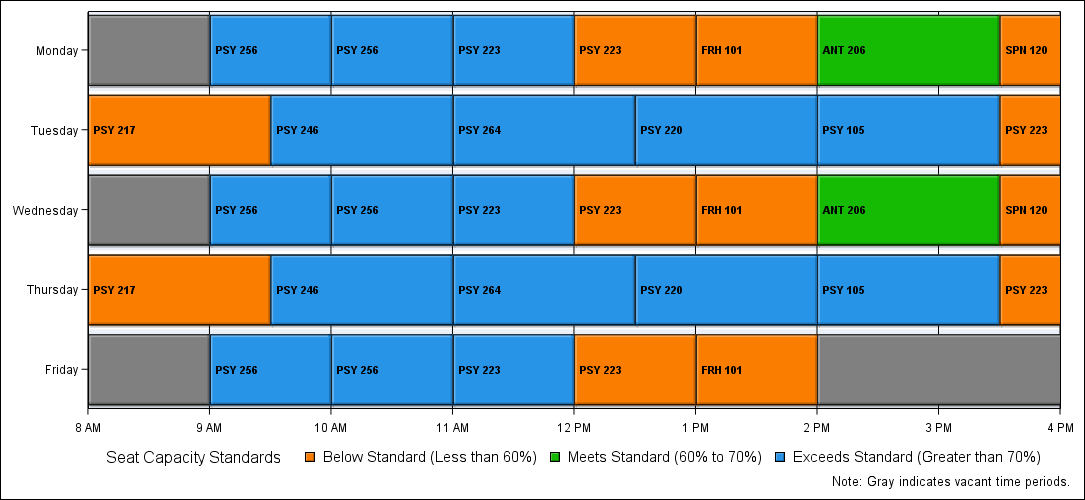 Monday PSY 256 PSY 256 PSY 223 PSY 223 FRH 101 ANT 206 SPN 120
Tuesday PSY 217 PSY 246 PSY 264 PSY 220 PSY 105 PSY 223
Wednesday PSY 256 PSY 256 PSY 223 PSY 223 FRH 101 ANT 206 SPN 120
Thursday PSY 217 PSY 246 PSY 264 PSY 220 PSY 105 PSY 223
Friday PSY 256 PSY 256 PSY 223 PSY 223 FRH 101
8 AM 9 AM 10 AM 11 AM 12 PM 1 PM 2 PM 3 PM 4 PM
Seat Capacity Standards Below Standard (Less than 60%) Meets Standard (60% to 70%) Exceeds Standard (Greater than 70%)
Note: Gray indicates vacant time periods.